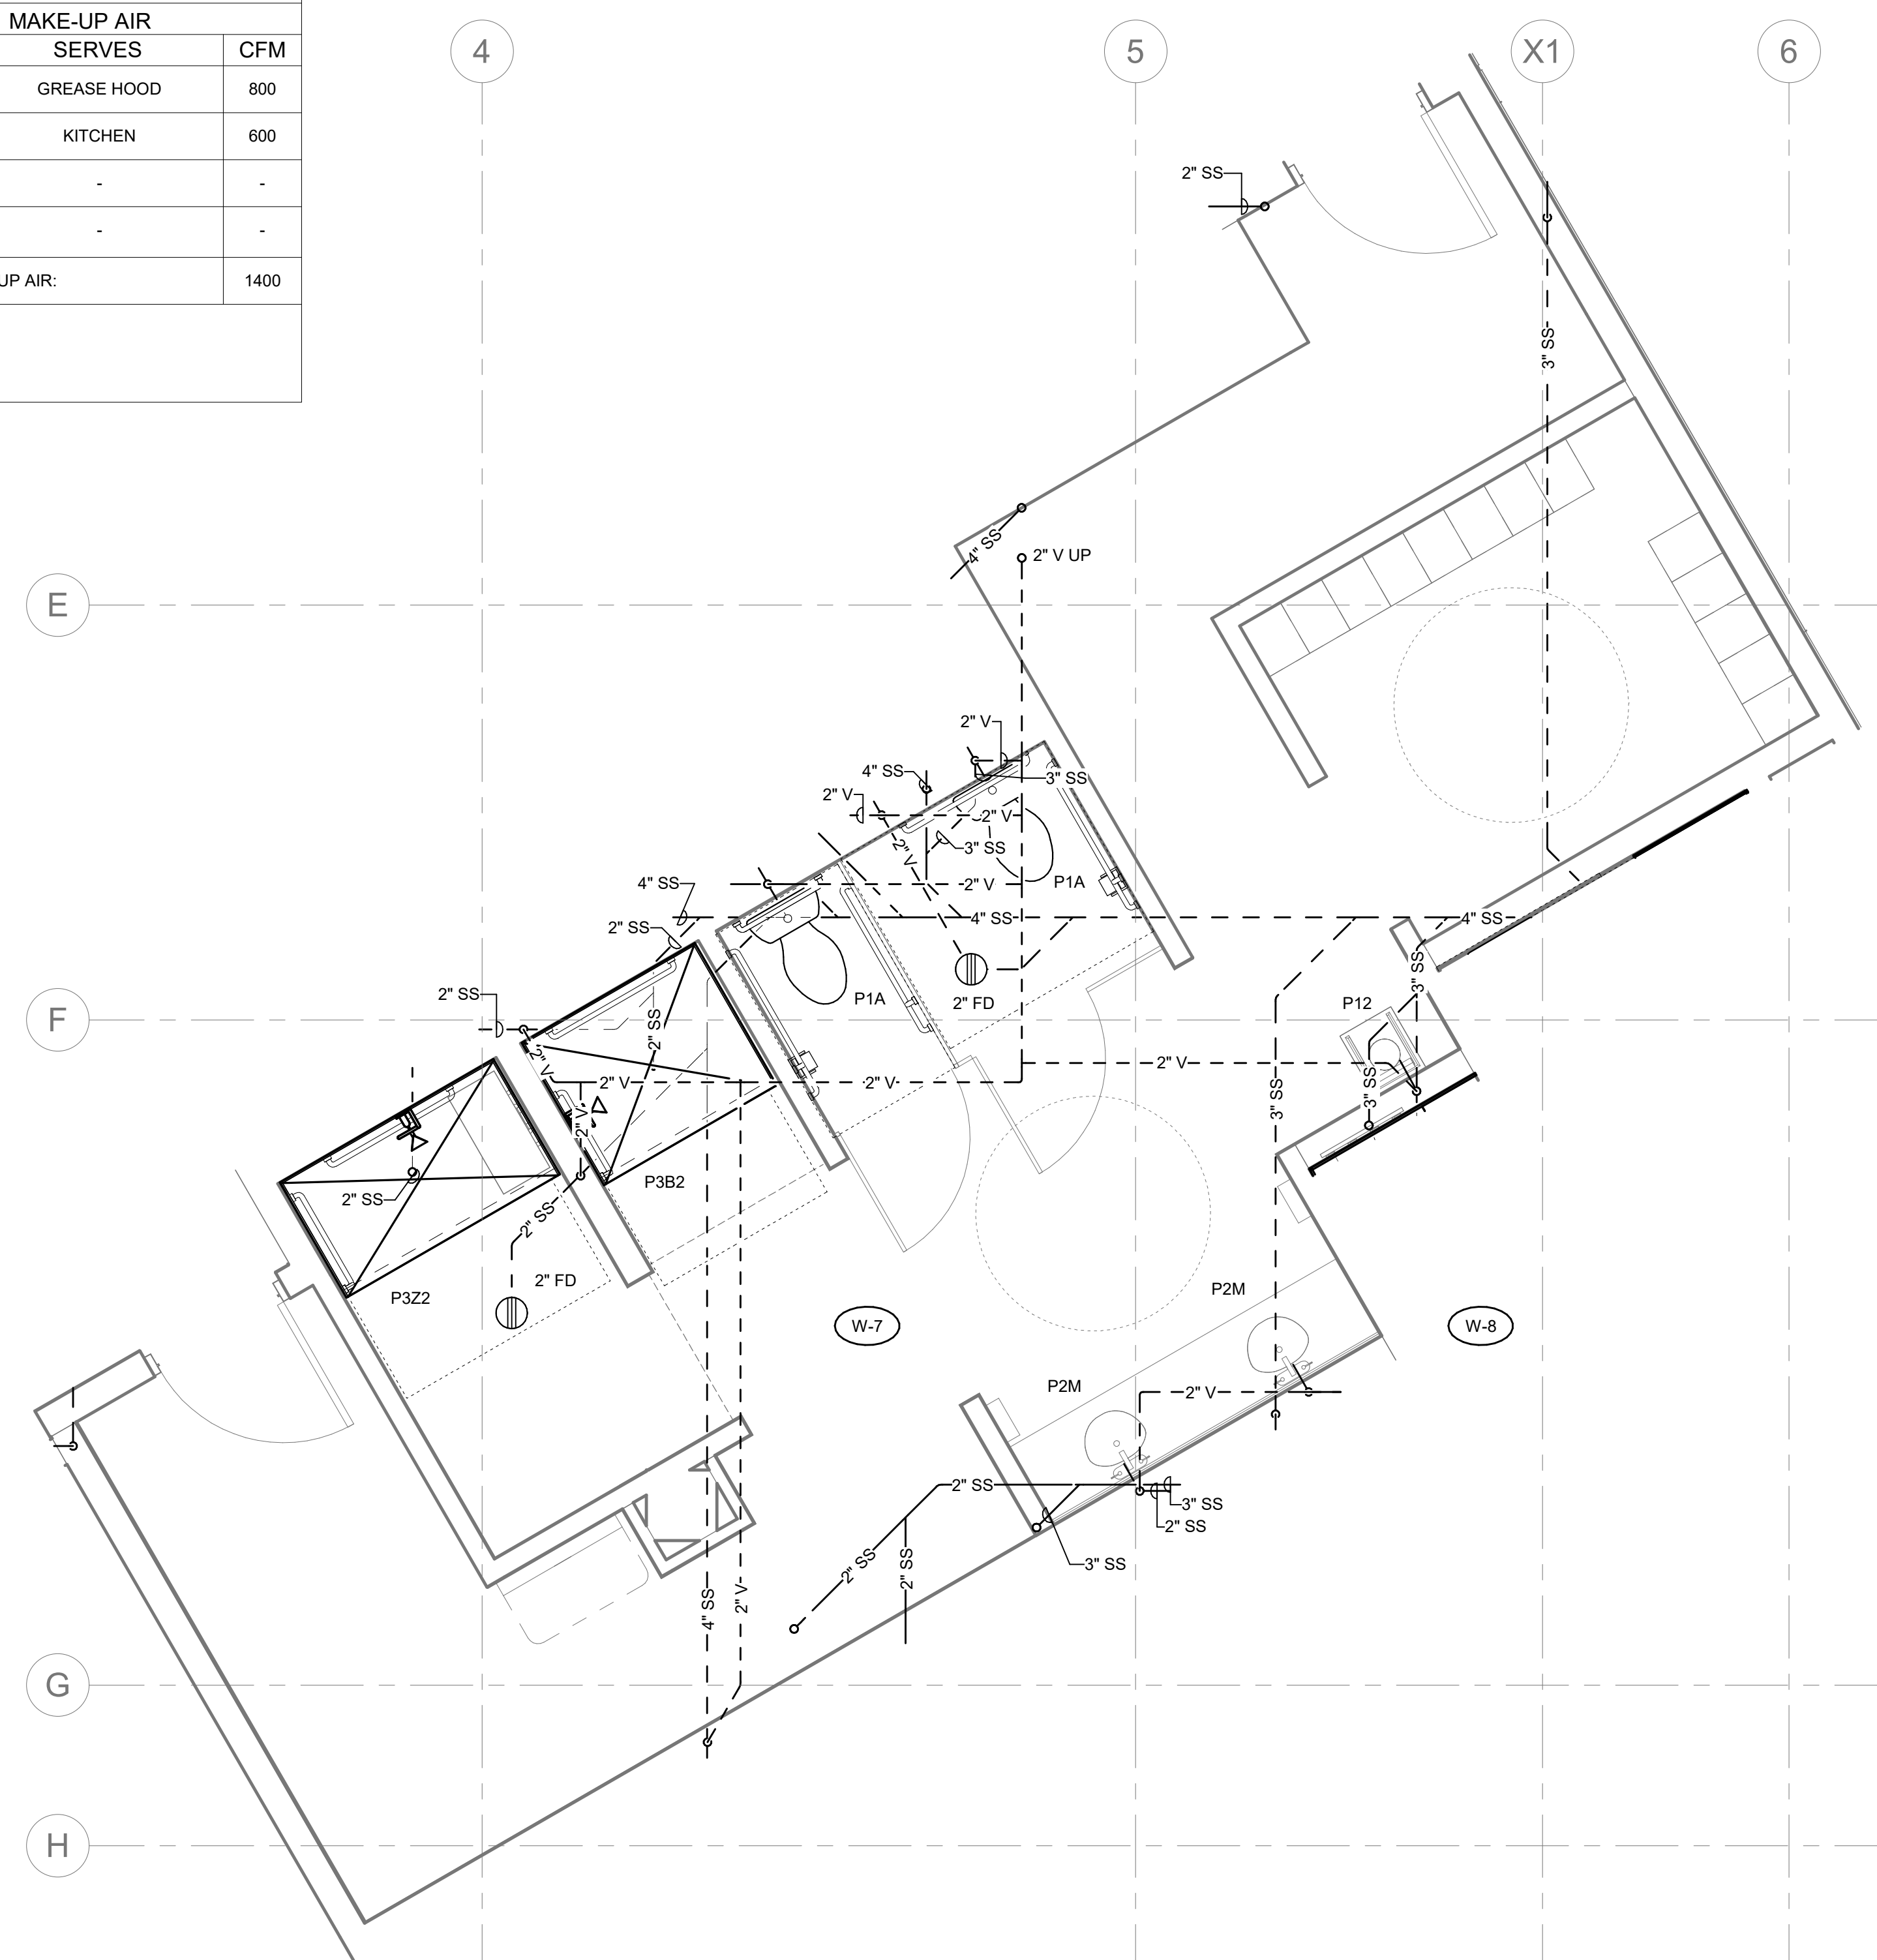 MAKE-UP AIR
SERVES CFM
GREASE HOOD 800
KITCHEN 600
- -
- -
UP AIR: 1400
4 5 X1 6
2" SS
3" SS
4" SS
2" V UP
E
2" V
4" SS
3" SS
2" V
2" V
2" V
3" SS
4" SS
2" V
P1A
4" SS
4" SS
2" SS
3" SS
2" SS
P1A
2" FD
P12
F
2" SS
2" V
2" V
2" V
2" V
3" SS
3" SS
2" V
P3B2
2" SS
2" SS
2" FD
P3Z2
P2M
W-7
W-8
P2M
2" V
2" SS
3" SS
2" SS
3" SS
2" SS
2" SS
4" SS
2" V
G
H